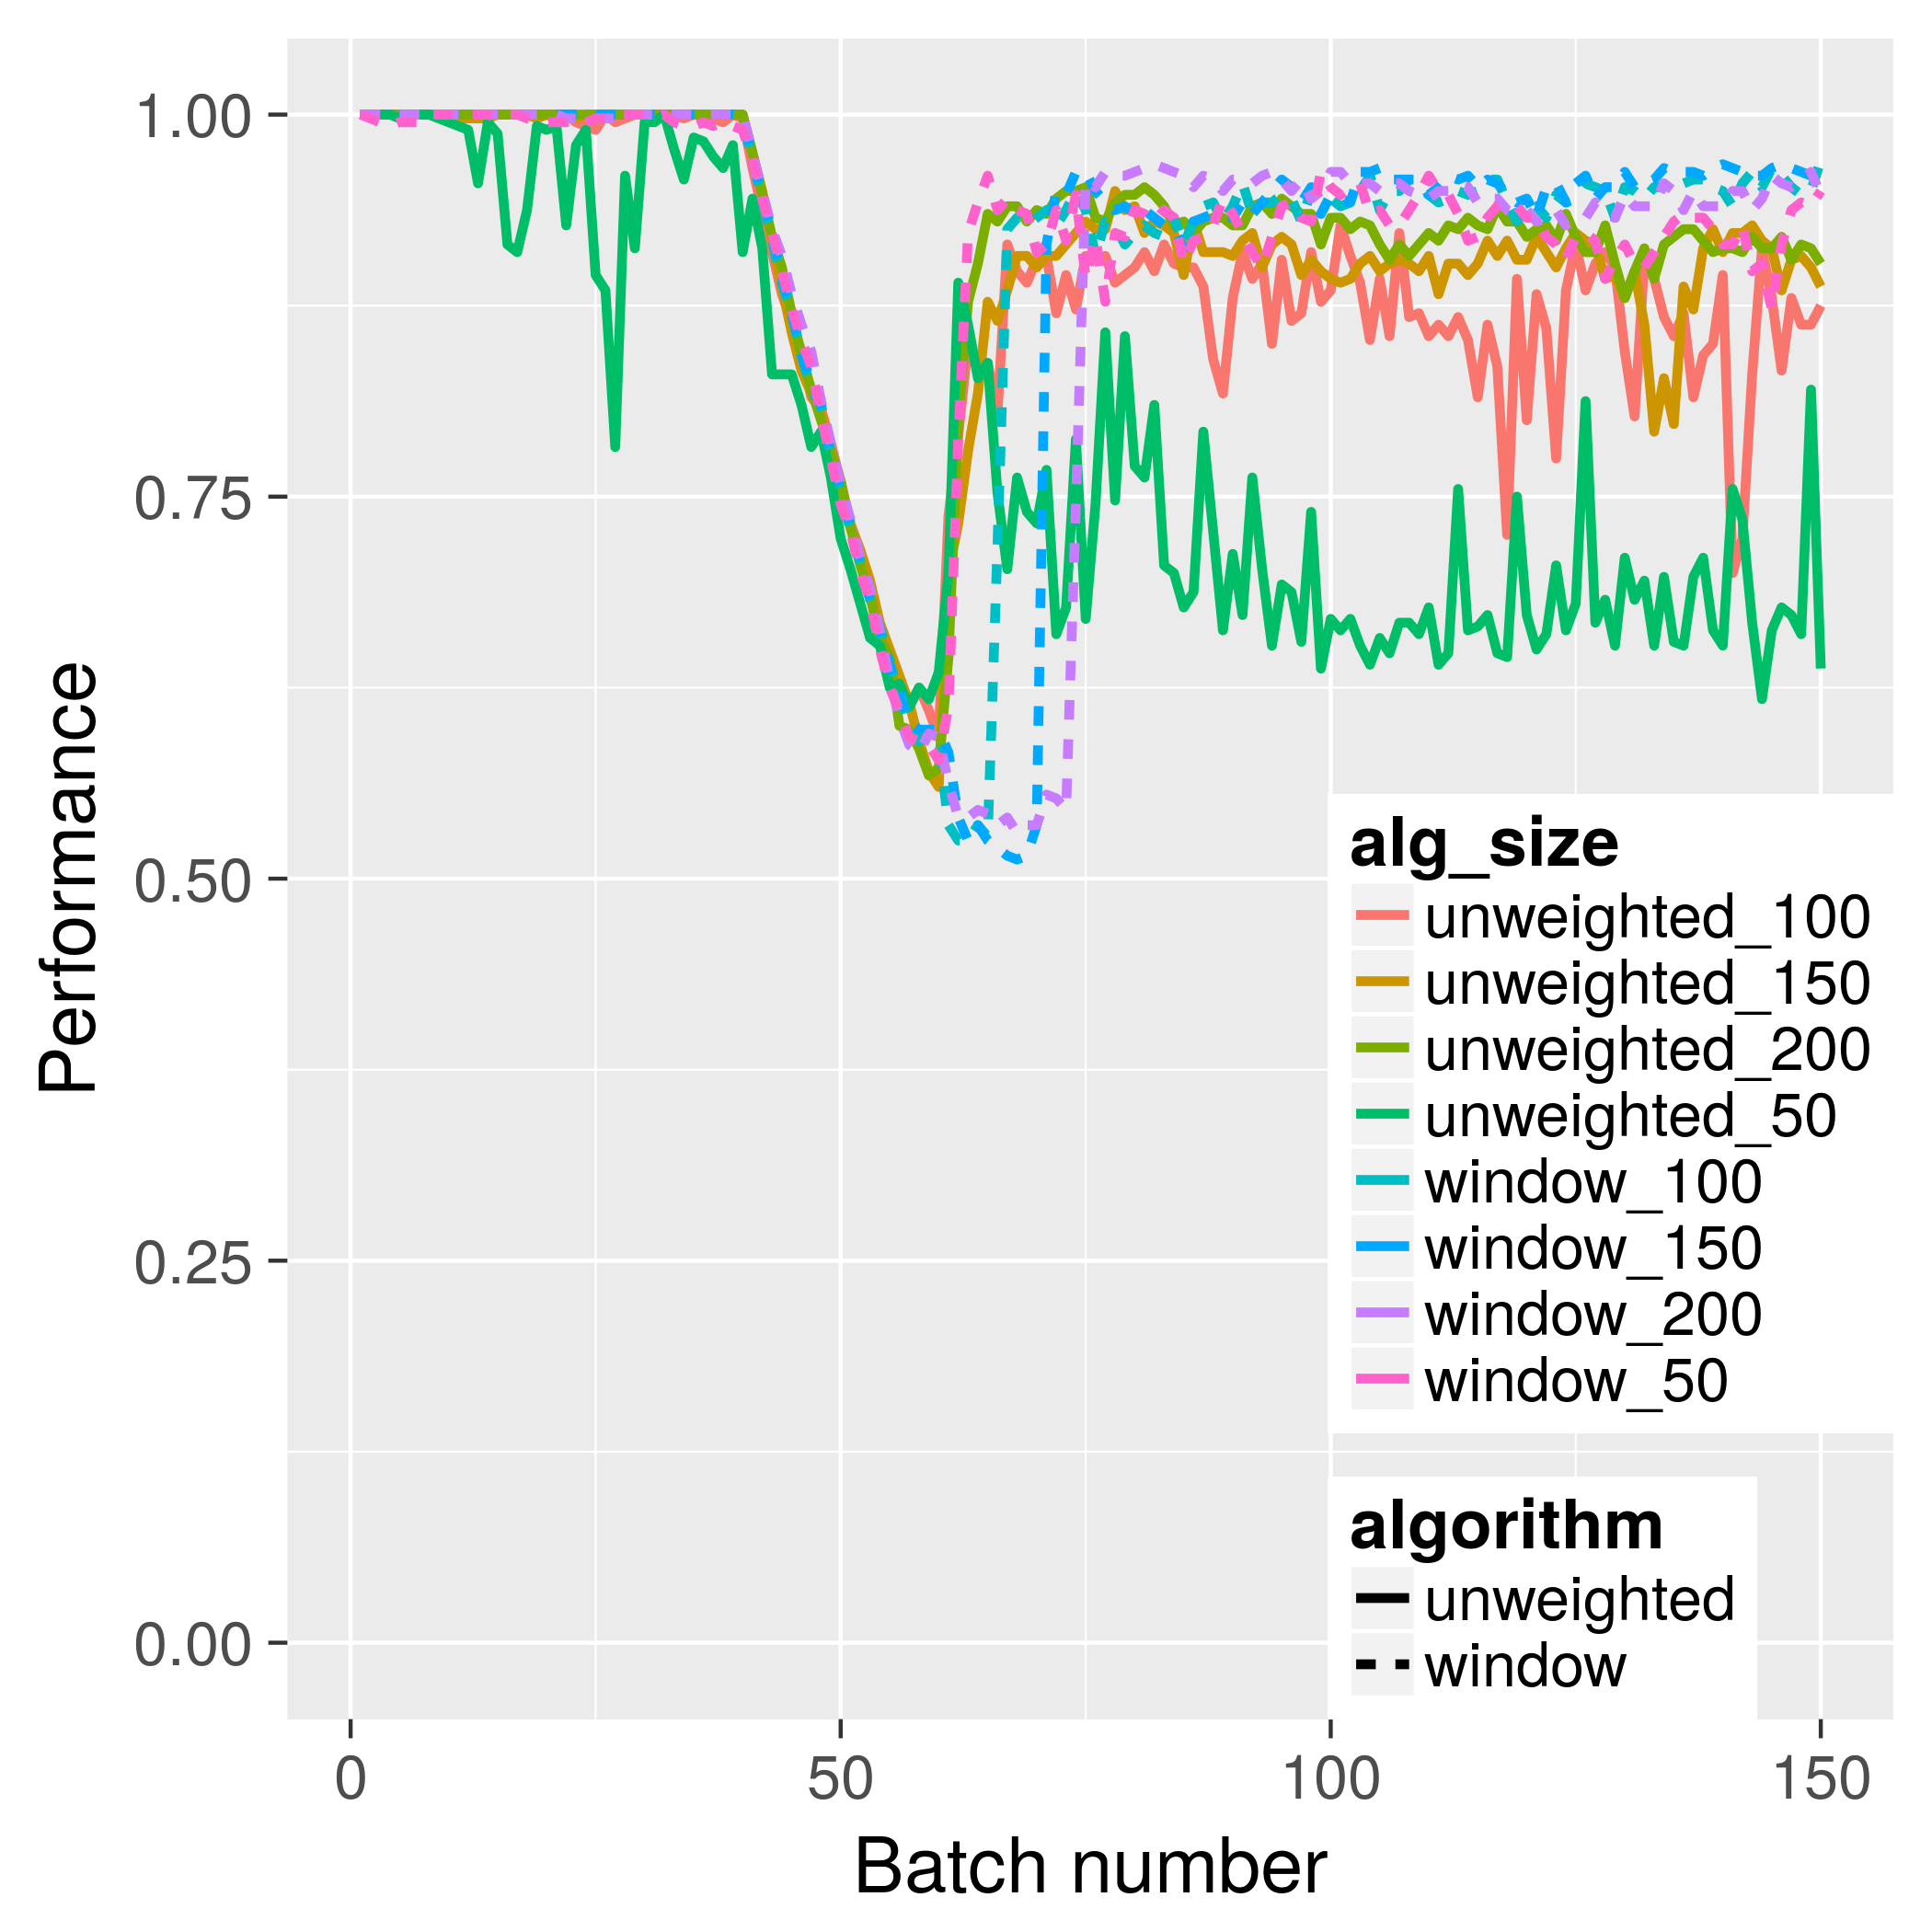 1.00
0.75
0.50
0.25
0.00
Performance
0
50
100
150
Batch number
alg_size
unweighted_100
unweighted_150
unweighted_200
unweighted_50
window_100
window_150
window_200
window_50
algorithm
unweighted
window